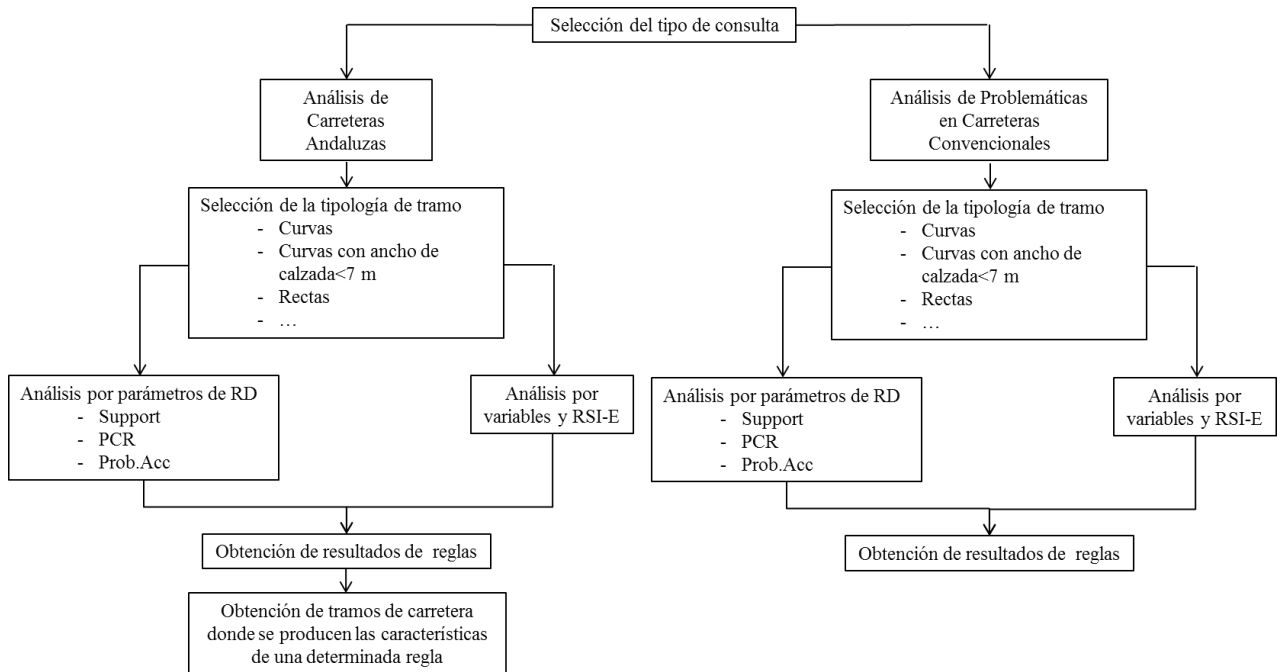 Selección del tipo de consulta
Análisis de
Carreteras
Andaluzas
Selección de la tipología de tramo
- Curvas
- Curvas con ancho de
calzada<7 m
- Rectas
- …
Análisis por parámetros de RD
- Support
- PCR
- Prob.Acc
Análisis por
variables y RSI-E
Obtención de resultados de reglas
Obtención de tramos de carretera
donde se producen las características
de una determinada regla
Análisis de Problemáticas
en Carreteras
Convencionales
Selección de la tipología de tramo
- Curvas
- Curvas con ancho de
calzada<7 m
- Rectas
- …
Análisis por parámetros de RD
- Support
- PCR
- Prob.Acc
Análisis por
variables y RSI-E
Obtención de resultados de reglas